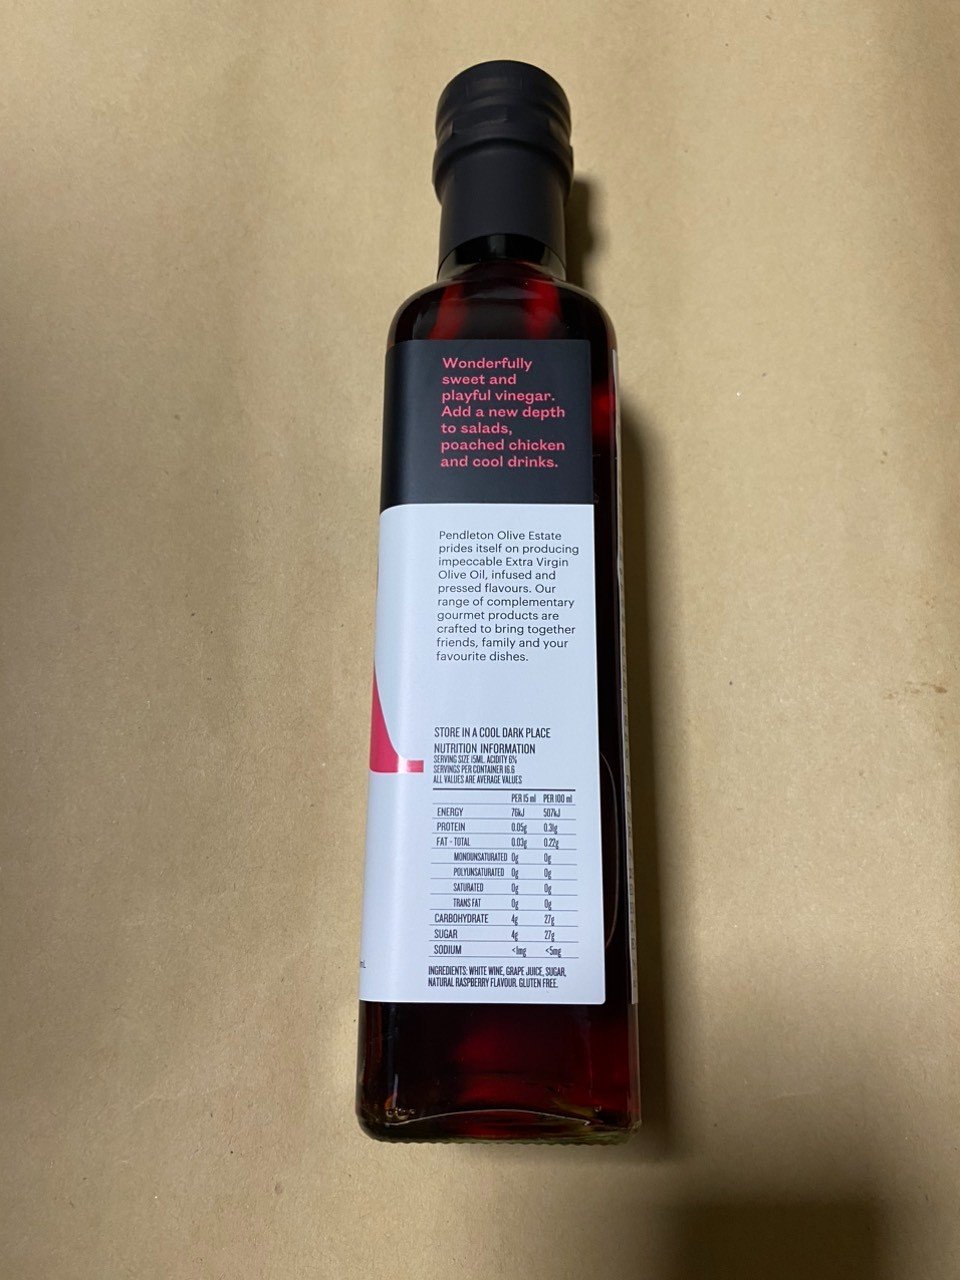 Wonderfully
sweet and
playful vinegar.
Add a new depth
to salads,
poached chicken
and cool drinks.
Pendleton Olive Estate
prides itself on producing
impeccable Extra Virgin
Olive Oil, infused and
pressed flavours. Our
range of complementary
gourmet products are
crafted to bring together
friends, family and your
favourite dishes.
STORE IN A COOL DARK PLACE
NUTRITION INFORMATION
SERVING SIZE 15ML. ACIDITY 6%
SERVINGS PER CONTAINER 16.6
ALL VALUES ARE AVERAGE VALUES
PER 15 ml PER 100 ml
ENERGY 76kJ 507kJ
PROTEIN 0.05g 0.31g
FAT - TOTAL 0.03g 0.22g
MONOUNSATURATED 0g 0g
POLYUNSATURATED 0g 0g
SATURATED 0g 0g
TRANS FAT 0g 0g
CARBOHYDRATE 4g 27g
SUGAR 4g 27g
SODIUM <1mg <5mg
INGREDIENTS: WHITE WINE, GRAPE JUICE, SUGAR,
NATURAL RASPBERRY FLAVOUR. GLUTEN FREE.